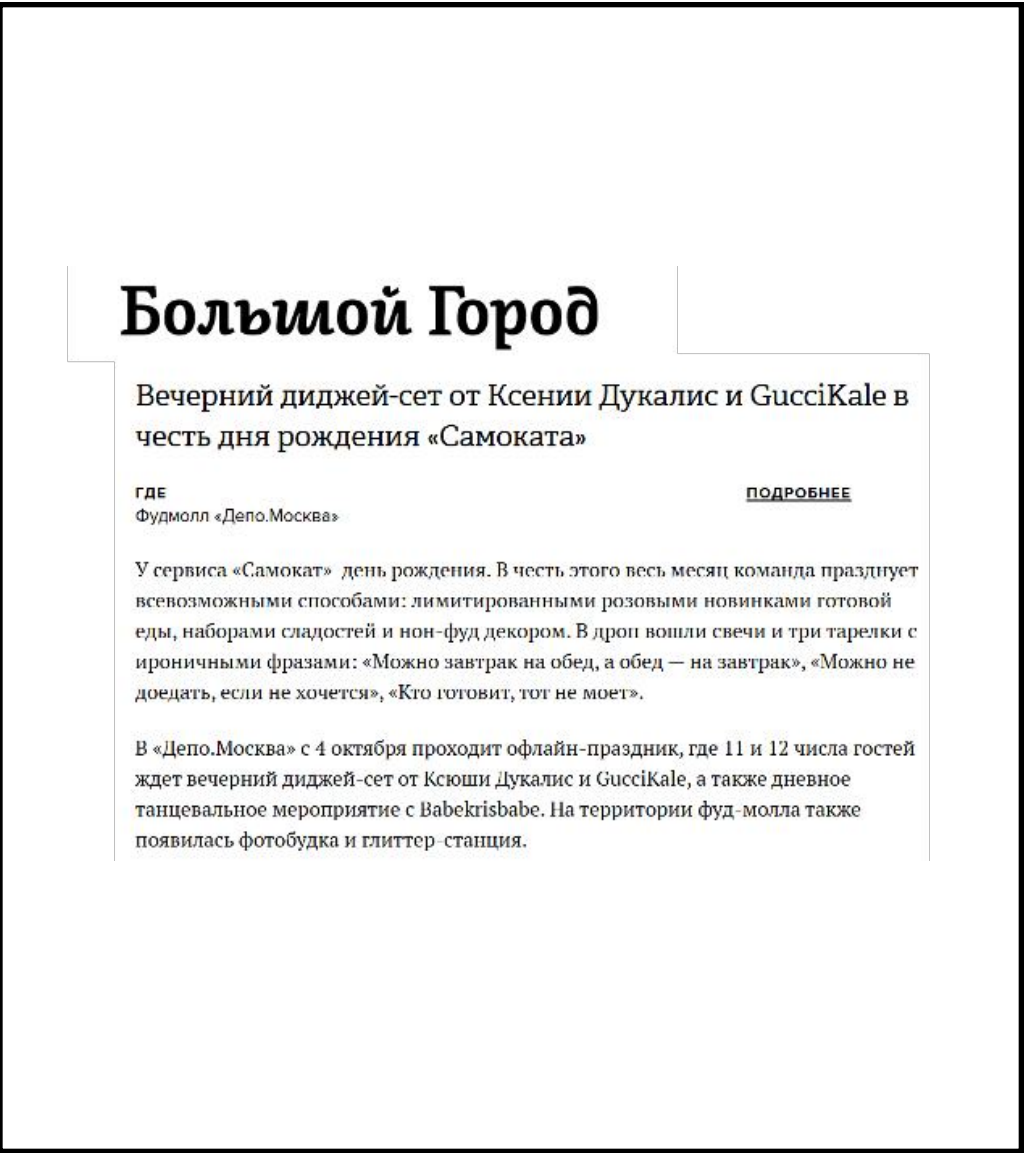 Большой Город
Вечерний диджей-сет от Ксении Дукалис и GucciKale в
честь дня рождения «Самоката»
ГДЕ
ПОДРОБНЕЕ
Фудмолл «Депо.Москва»
У сервиса «Самокат» день рождения. В честь этого весь месяц команда празднует
всевозможными способами: лимитированными розовыми новинками готовой
еды, наборами сладостей и нон-фуд декором. В дроп вошли свечи и три тарелки с
ироничными фразами: «Можно завтрак на обед, а обед — на завтрак», «Можно не
доедать, если не хочется», «Кто готовит, тот не моет».
В «Депо.Москва» с 4 октября проходит офлайн-праздник, где 11 и 12 числа гостей
ждет вечерний диджей-сет от Ксюши Дукалис и GucciKale, а также дневное
танцевальное мероприятие с Babekrisbabe. На территории фуд-молла также
появилась фотобудка и глиттер-станция.